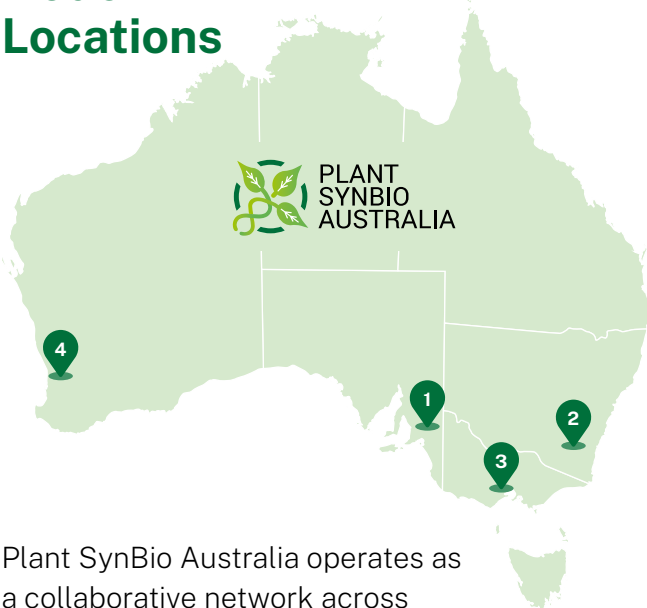 Locations
PLANT
SYNBIO
AUSTRALIA
4
1
2
3
Plant SynBio Australia operates as
a collaborative network across